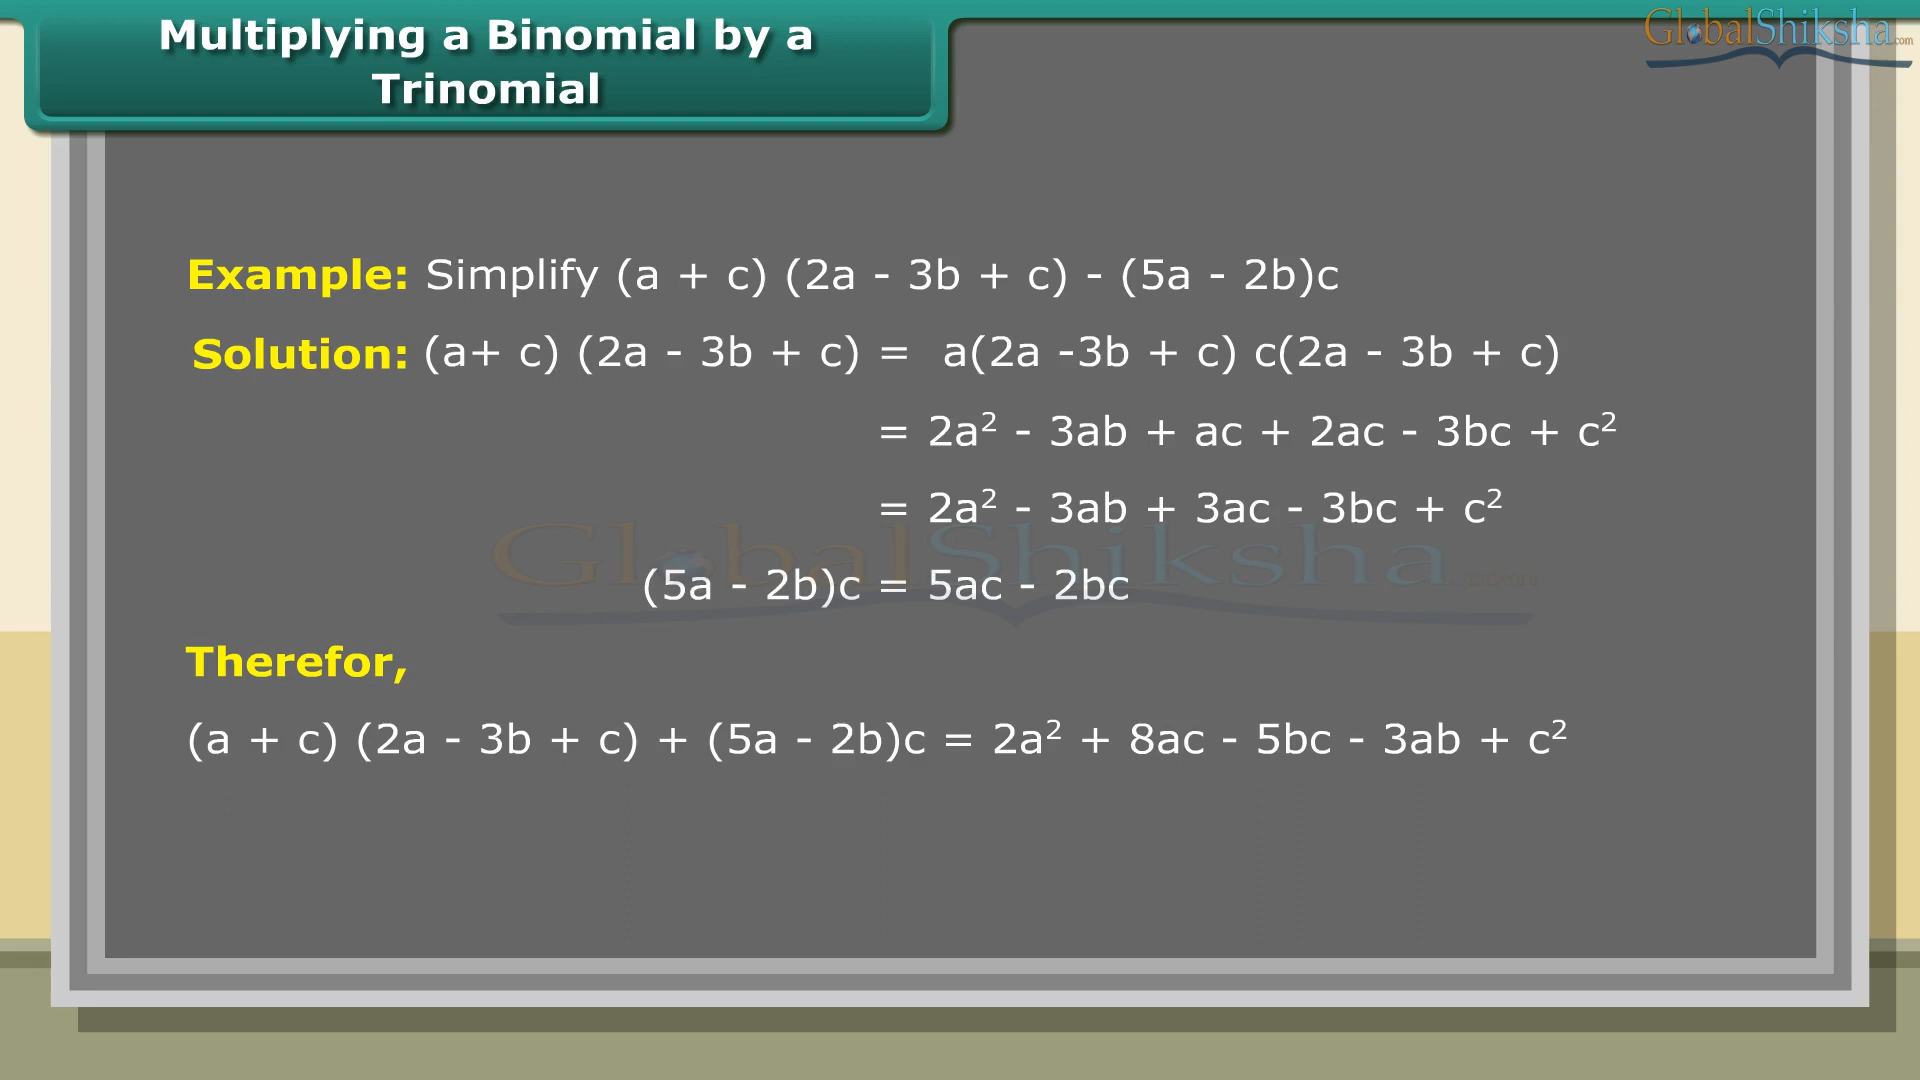 Multiplying a Binomial by a
Trinomial
GlobalShiksha.com
Example: Simplify (a + c) (2a - 3b + c) - (5a - 2b)c
Solution: (a+ c) (2a - 3b + c) = a(2a -3b + c) c(2a - 3b + c)
= 2a² - 3ab + ac + 2ac - 3bc + c²
= 2a² - 3ab + 3ac - 3bc + c²
GlobalShiksha.com
(5a - 2b)c = 5ac - 2bc
Therefor,
(a + c) (2a - 3b + c) + (5a - 2b)c = 2a² + 8ac - 5bc - 3ab + c²